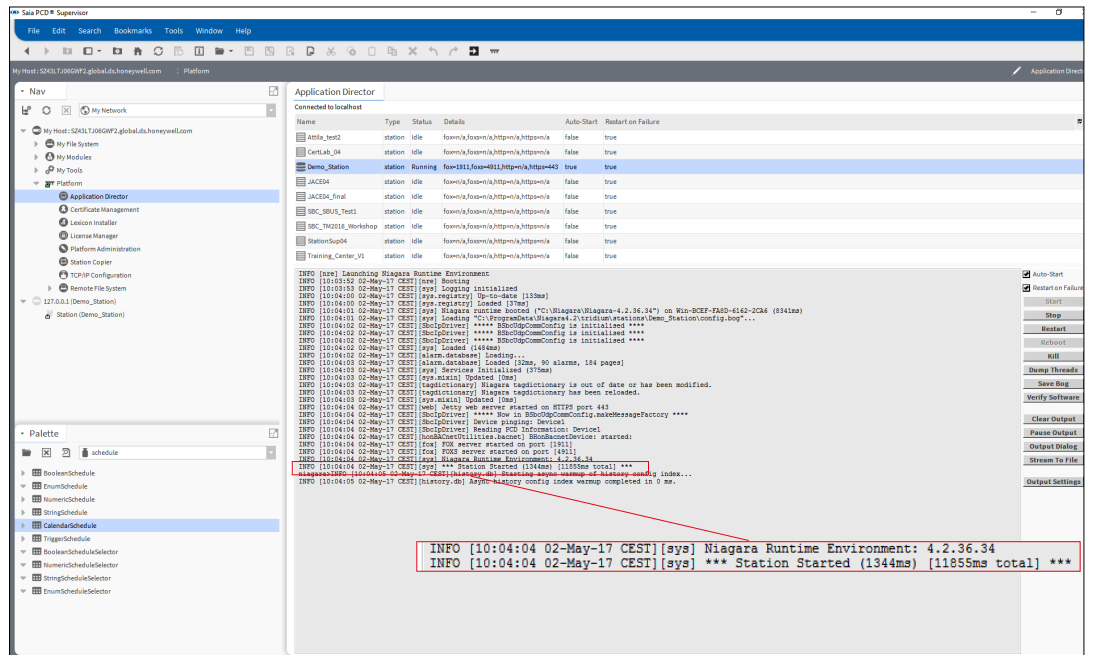 Saia PCD® Supervisor
File Edit Search Bookmarks Tools Window Help
My Host : SZ43LTJ06GWF2.global.ds.honeywell.com : Platform
Application Direct
Nav
My Network
My Host : SZ43LTJ06GWF2.global.ds.honeywell.com
My File System
My Modules
My Tools
Platform
Application Director
Certificate Management
Lexicon Installer
License Manager
Platform Administration
Station Copier
TCP/IP Configuration
Remote File System
127.0.0.1 (Demo_Station)
Station (Demo_Station)
Palette
schedule
BooleanSchedule
EnumSchedule
NumericSchedule
StringSchedule
CalendarSchedule
TriggerSchedule
BooleanScheduleSelector
NumericScheduleSelector
StringScheduleSelector
EnumScheduleSelector
Application Director
Connected to localhost
Name Type Status Details Auto-Start Restart on Failure
Attila_test2 station Idle fox=n/a,foxs=n/a,http=n/a,https=n/a false true
CertLab_04 station Idle fox=n/a,foxs=n/a,http=n/a,https=n/a false true
Demo_Station station Running fox=1911,foxs=4911,http=n/a,https=443 true true
JACE04 station Idle fox=n/a,foxs=n/a,http=n/a,https=n/a false true
JACE04_final station Idle fox=n/a,foxs=n/a,http=n/a,https=n/a false true
SBC_SBUS_Test1 station Idle fox=n/a,foxs=n/a,http=n/a,https=n/a false true
SBC_TM2016_Workshop station Idle fox=n/a,foxs=n/a,http=n/a,https=n/a false true
StationSup04 station Idle fox=n/a,foxs=n/a,http=n/a,https=n/a false true
Training_Center_V1 station Idle fox=n/a,foxs=n/a,http=n/a,https=n/a false true
INFO [nre] Launching Niagara Runtime Environment
INFO [10:03:52 02-May-17 CEST][nre] Booting
INFO [10:03:53 02-May-17 CEST][sys] Logging initialized
INFO [10:04:00 02-May-17 CEST][sys.registry] Up-to-date [133ms]
INFO [10:04:00 02-May-17 CEST][sys.registry] Loaded [37ms]
INFO [10:04:01 02-May-17 CEST][sys] Niagara runtime booted ("C:\Niagara\Niagara-4.2.36.34") on Win-BCEF-FA8D-6162-2CA6 (8341ms)
INFO [10:04:01 02-May-17 CEST][sys] Loading "C:\ProgramData\Niagara4.2\tridium\stations\Demo_Station\config.bog"...
INFO [10:04:02 02-May-17 CEST][SbcIpDriver] ***** BSbcUdpCommConfig is initialised ****
INFO [10:04:02 02-May-17 CEST][SbcIpDriver] ***** BSbcUdpCommConfig is initialised ****
INFO [10:04:02 02-May-17 CEST][SbcIpDriver] ***** BSbcUdpCommConfig is initialised ****
INFO [10:04:02 02-May-17 CEST][sys] Loaded (1484ms)
INFO [10:04:02 02-May-17 CEST][alarm.database] Loading...
INFO [10:04:03 02-May-17 CEST][alarm.database] Loaded [32ms, 90 alarms, 184 pages]
INFO [10:04:03 02-May-17 CEST][sys] Services Initialized (375ms)
INFO [10:04:03 02-May-17 CEST][sys.mixin] Updated [0ms]
INFO [10:04:03 02-May-17 CEST][tagdictionary] Niagara tagdictionary is out of date or has been modified.
INFO [10:04:03 02-May-17 CEST][tagdictionary] Niagara tagdictionary has been reloaded.
INFO [10:04:03 02-May-17 CEST][sys.mixin] Updated [0ms]
INFO [10:04:04 02-May-17 CEST][web] Jetty web server started on HTTPS port 443
INFO [10:04:04 02-May-17 CEST][SbcIpDriver] ***** Now in BSbcUdpCommConfig.makeMessageFactory ****
INFO [10:04:04 02-May-17 CEST][SbcIpDriver] Device pinging: Device1
INFO [10:04:04 02-May-17 CEST][SbcIpDriver] Reading PCD Information: Device1
INFO [10:04:04 02-May-17 CEST][honBACnetUtilities.bacnet] BHonBacnetDevice: started:
INFO [10:04:04 02-May-17 CEST][fox] FOX server started on port [1911]
INFO [10:04:04 02-May-17 CEST][fox] FOXS server started on port [4911]
INFO [10:04:04 02-May-17 CEST][sys] Niagara Runtime Environment: 4.2.36.34
INFO [10:04:04 02-May-17 CEST][sys] *** Station Started (1344ms) [11855ms total] ***
niagara>INFO [10:04:05 02-May-17 CEST][history.db] Starting async warmup of history config index...
INFO [10:04:05 02-May-17 CEST][history.db] Async history config index warmup completed in 0 ms.
Auto-Start
Restart on Failure
Start
Stop
Restart
Reboot
Kill
Dump Threads
Save Bog
Verify Software
Clear Output
Pause Output
Output Dialog
Stream To File
Output Settings
INFO [10:04:04 02-May-17 CEST][sys] Niagara Runtime Environment: 4.2.36.34
INFO [10:04:04 02-May-17 CEST][sys] *** Station Started (1344ms) [11855ms total] ***